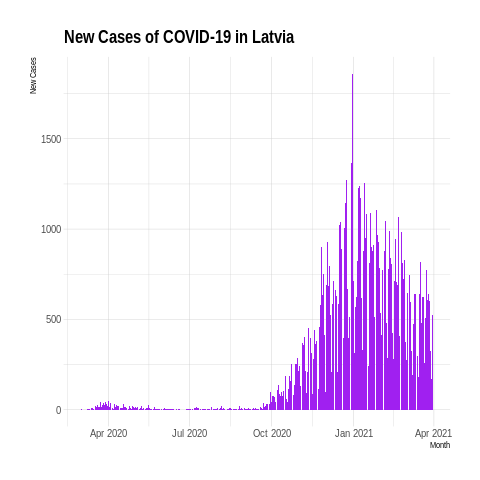 New Cases of COVID-19 in Latvia
New Cases
1500
1000
500
0
Apr 2020
Jul 2020
Oct 2020
Jan 2021
Apr 2021
Month